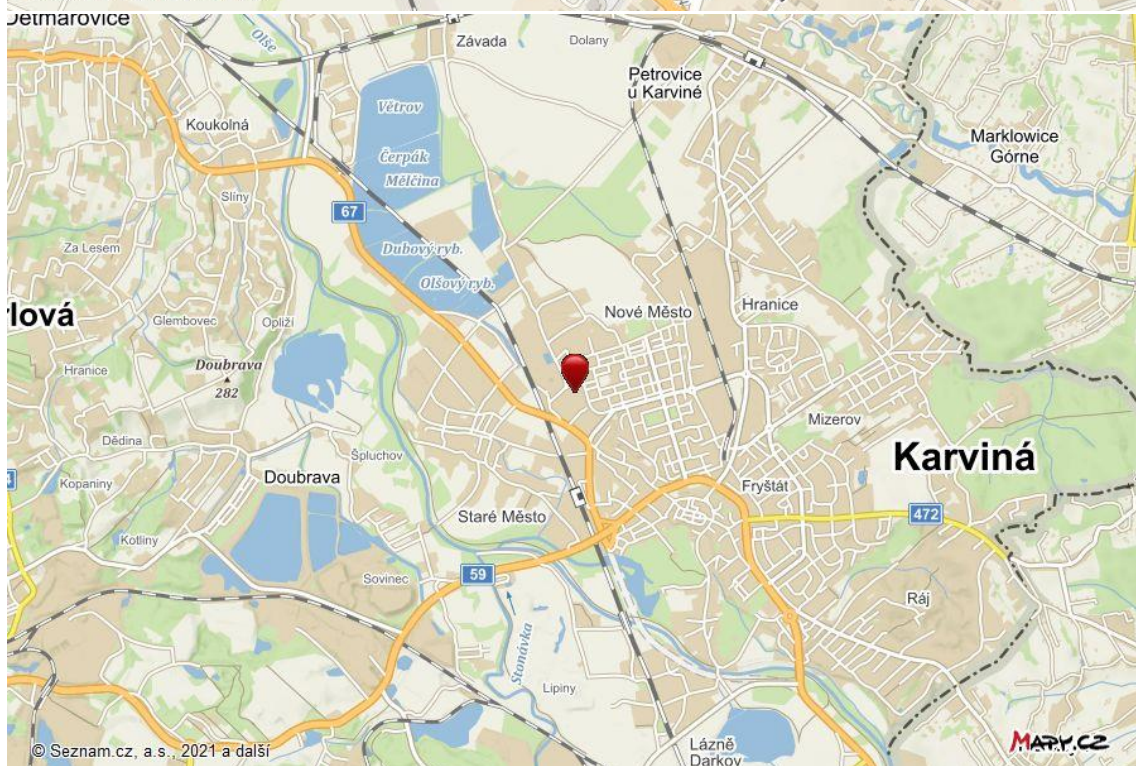 Dětmarovice
Olše
Závada
Dolany
Petrovice
u Karviné
Větrov
Koukolná
Marklowice
Górne
Čerpák
Mělčina
Slíny
67
Za Lesem
Dubový ryb.
Olšový ryb.
rlová
Glembovec
Opliží
Nové Město
Hranice
Doubrava
282
Hranice
Mizerov
Dědina
Špluchov
Karviná
Kopaniny
Doubrava
Fryštát
Staré Město
472
Kotliny
Sovinec
59
Ráj
Stonávka
Lipiny
Lázně
Darkov
© Seznam.cz, a.s., 2021 a další
MAPY.CZ